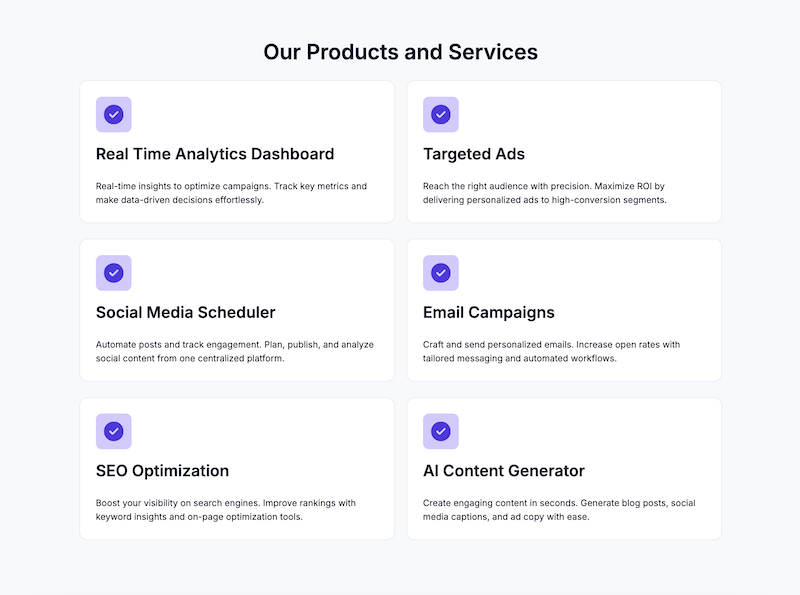 Our Products and Services
Real Time Analytics Dashboard
Real-time insights to optimize campaigns. Track key metrics and
make data-driven decisions effortlessly.
Targeted Ads
Reach the right audience with precision. Maximize ROI by
delivering personalized ads to high-conversion segments.
Social Media Scheduler
Automate posts and track engagement. Plan, publish, and analyze
social content from one centralized platform.
Email Campaigns
Craft and send personalized emails. Increase open rates with
tailored messaging and automated workflows.
SEO Optimization
Boost your visibility on search engines. Improve rankings with
keyword insights and on-page optimization tools.
AI Content Generator
Create engaging content in seconds. Generate blog posts, social
media captions, and ad copy with ease.